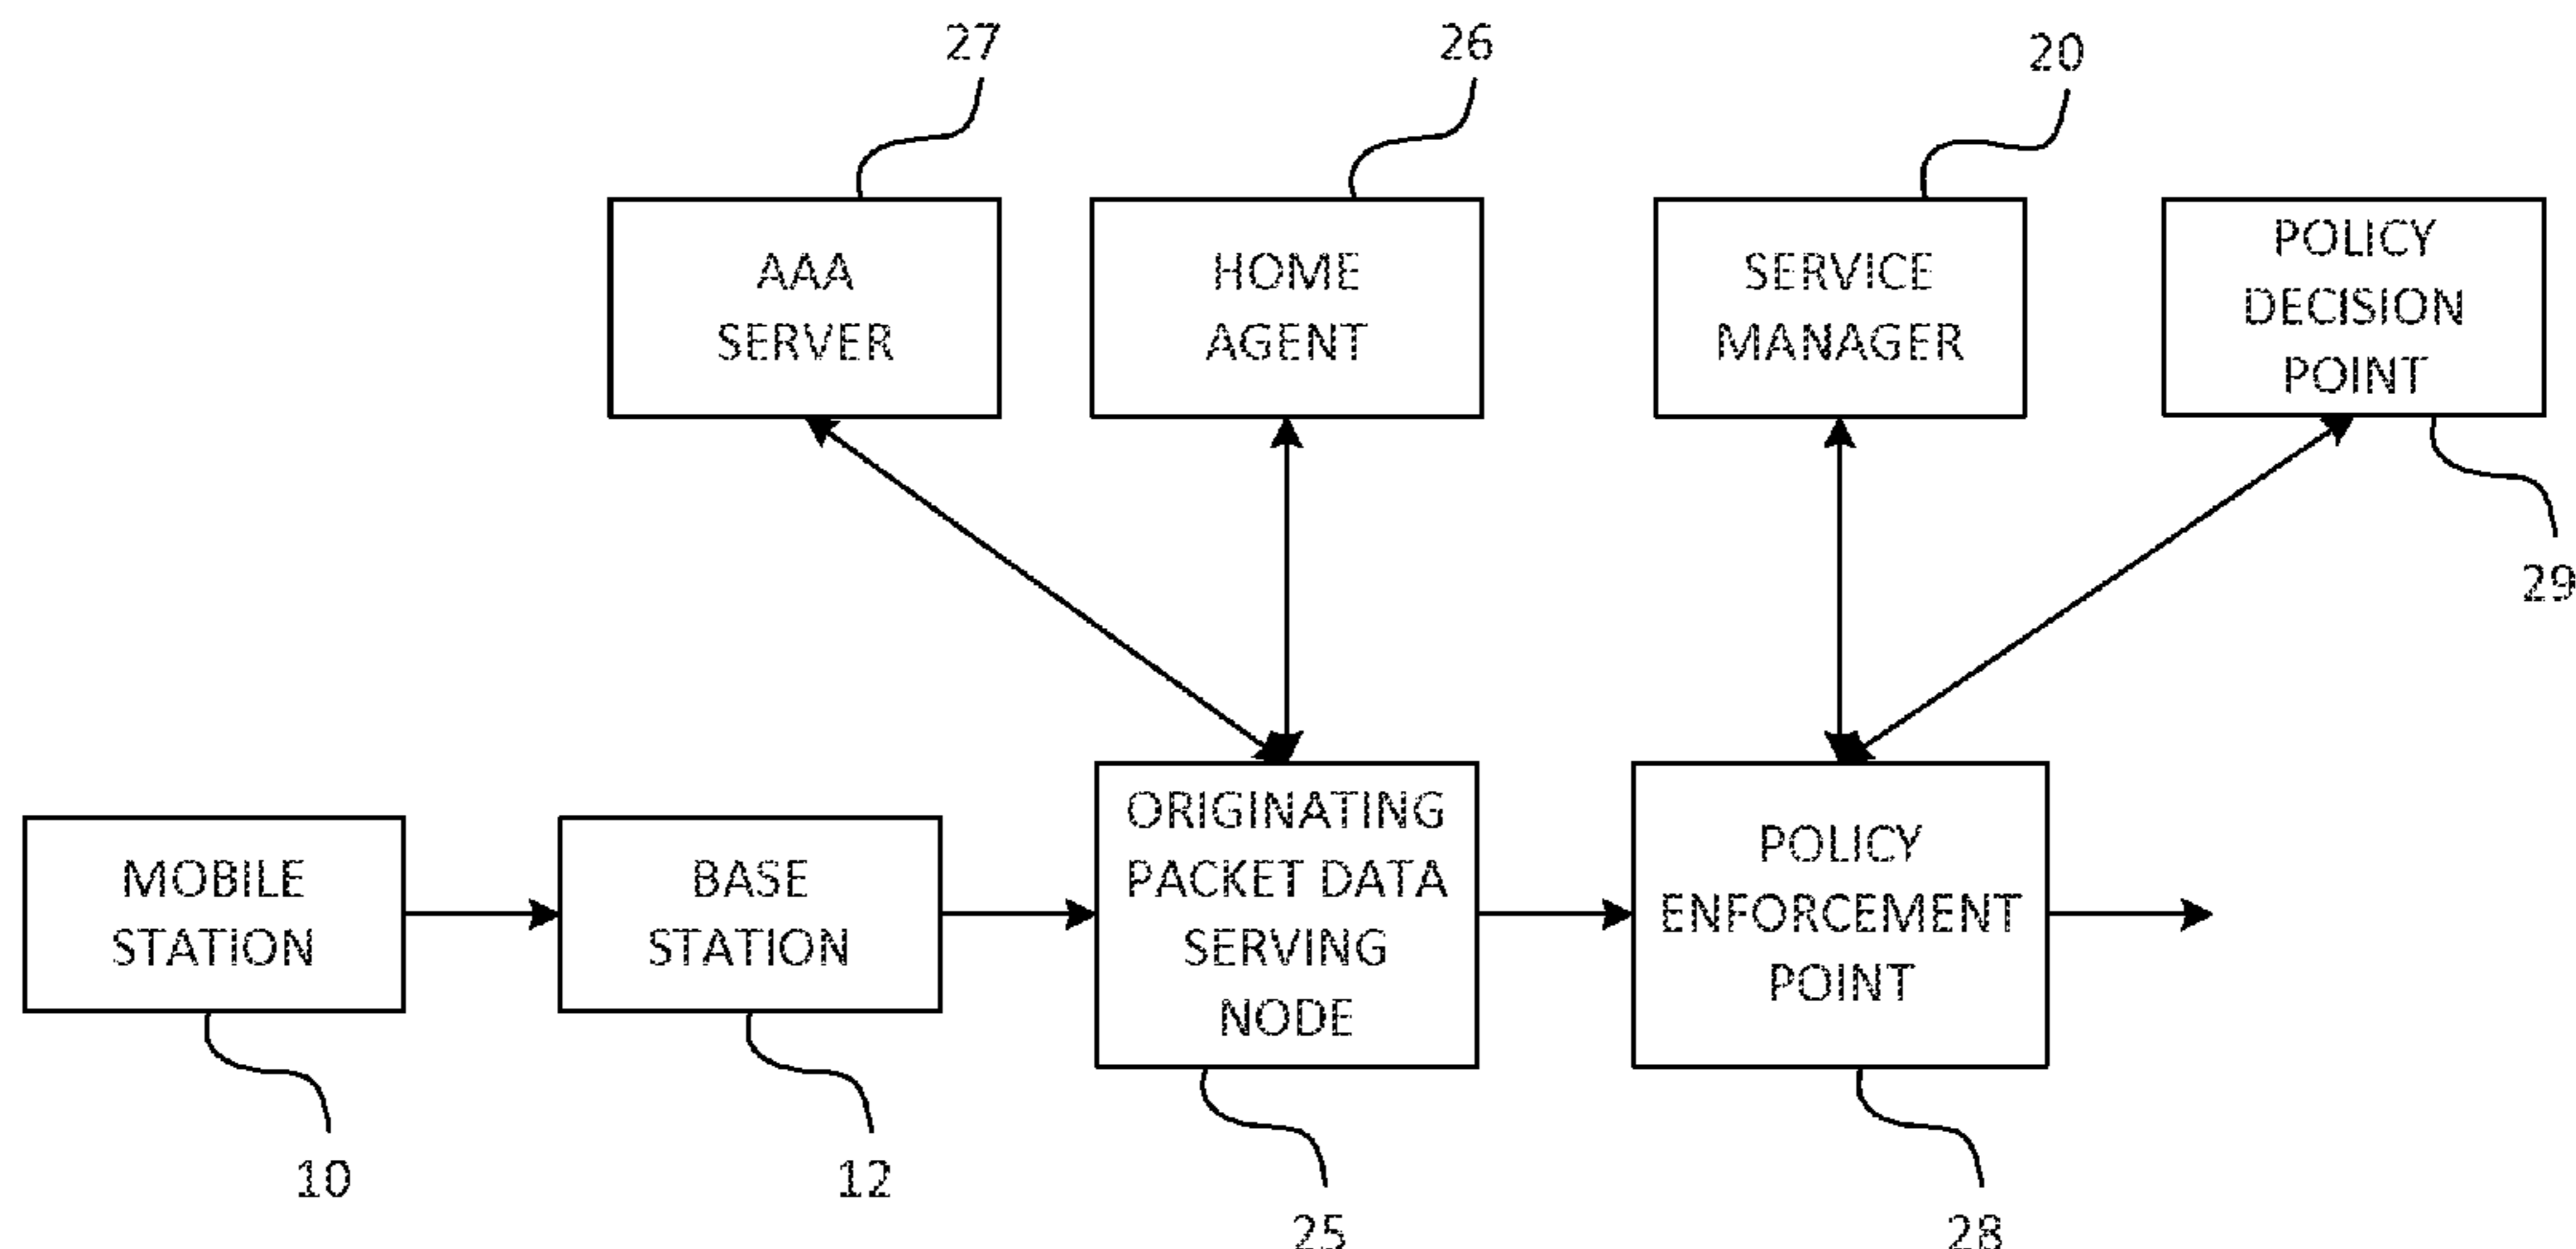 27
26
20
AAA
SERVER
HOME
AGENT
SERVICE
MANAGER
POLICY
DECISION
POINT
29
MOBILE
STATION
BASE
STATION
ORIGINATING
PACKET DATA
SERVING
NODE
POLICY
ENFORCEMENT
POINT
10
12
25
28